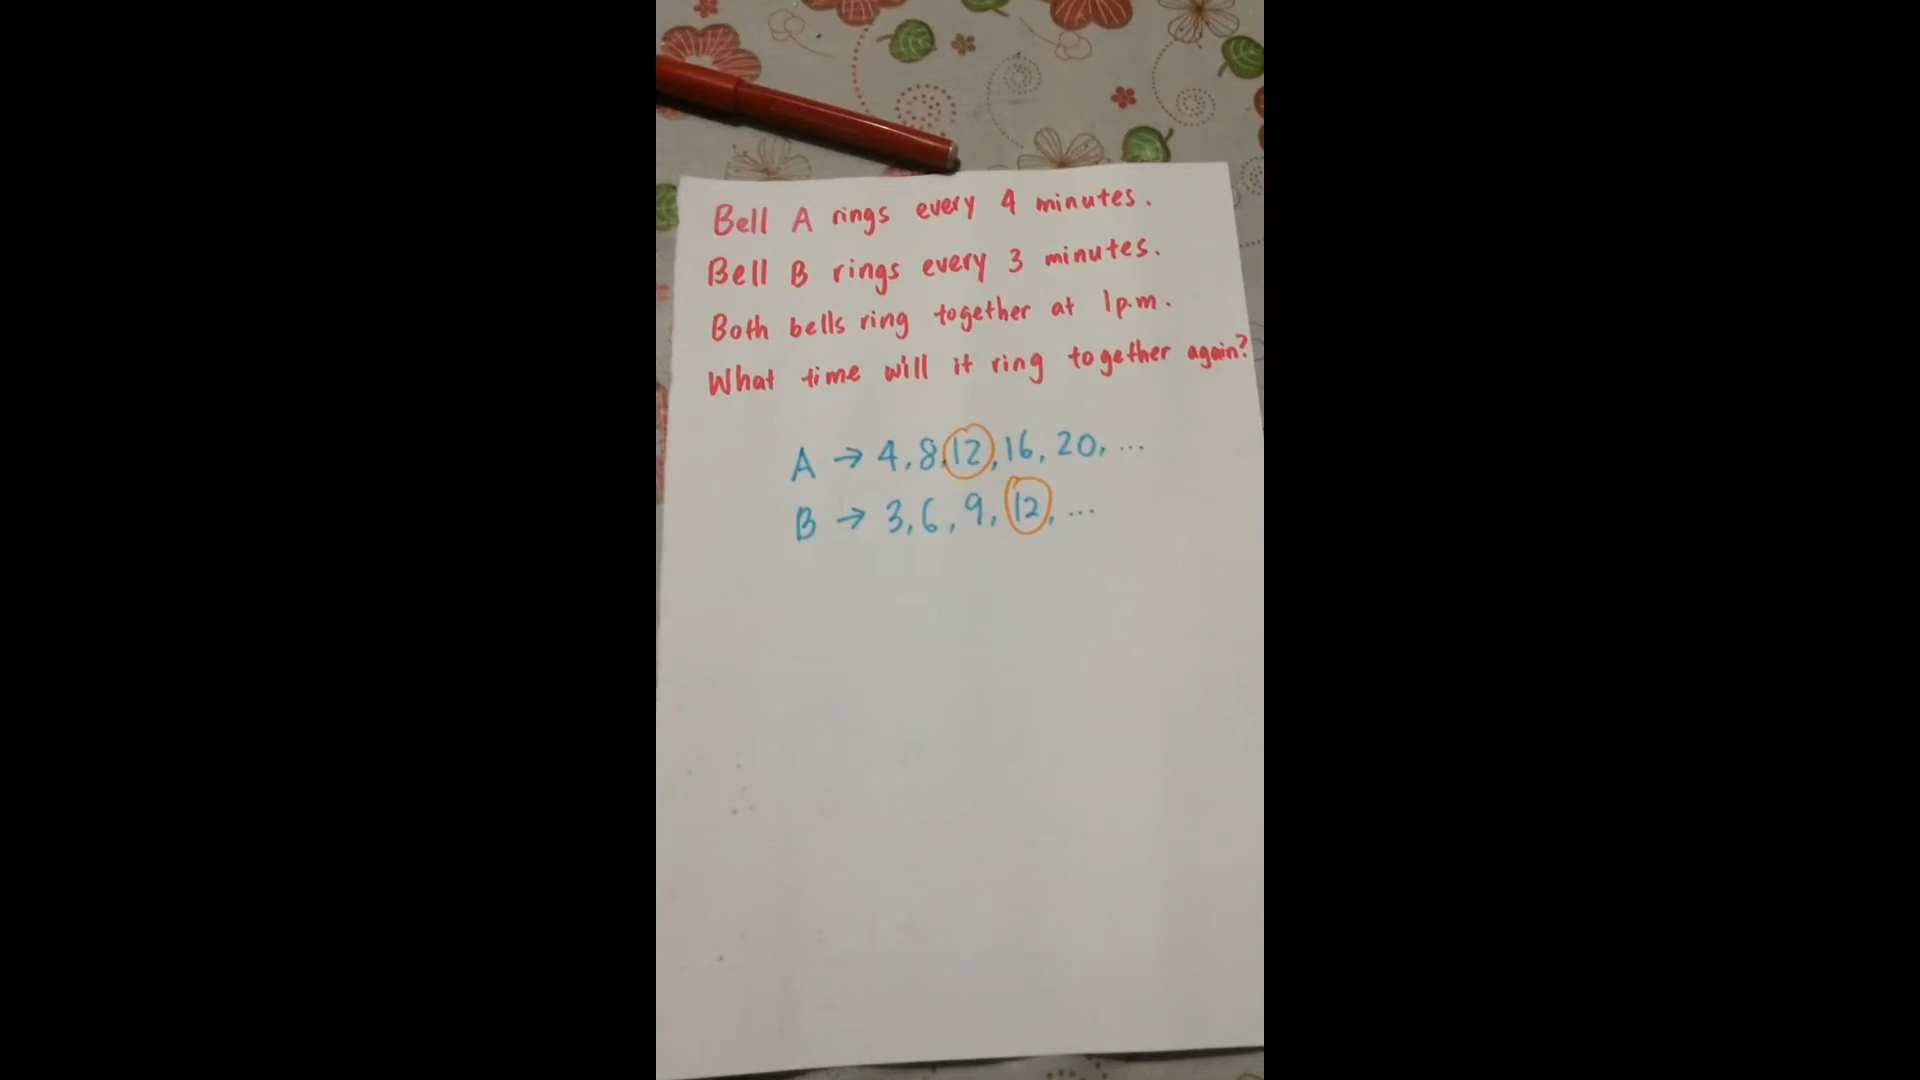 Bell A rings every 4 minutes.
Bell B rings every 3 minutes.
Both bells ring together at 1p.m.
What time will it ring together again?
A → 4, 8, 12, 16, 20, ...
B → 3, 6, 9, 12, ...